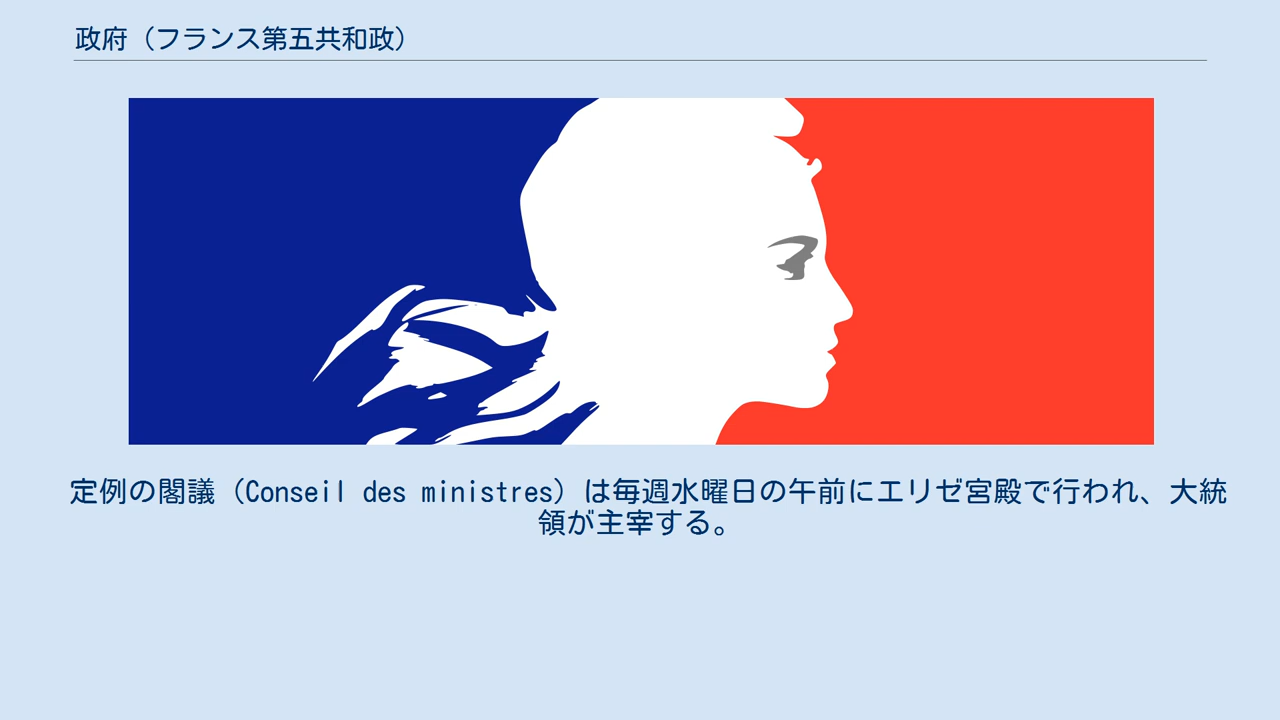 政府（フランス第五共和政）
定例の閣議（Conseil des ministres）は毎週水曜日の午前にエリゼ宮殿で行われ、大統
領が主宰する。